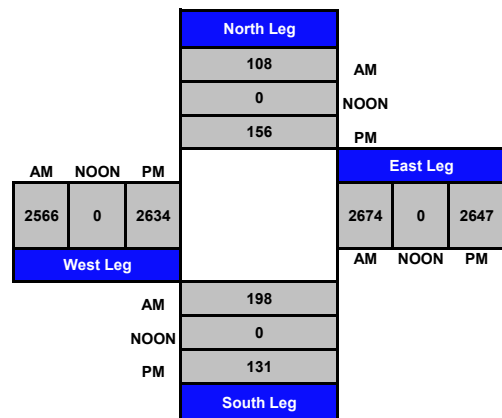 North Leg
108 AM
0 NOON
156 PM
AM NOON PM
East Leg
2566 0 2634
2674 0 2647
West Leg
AM NOON PM
AM 198
NOON 0
PM 131
South Leg